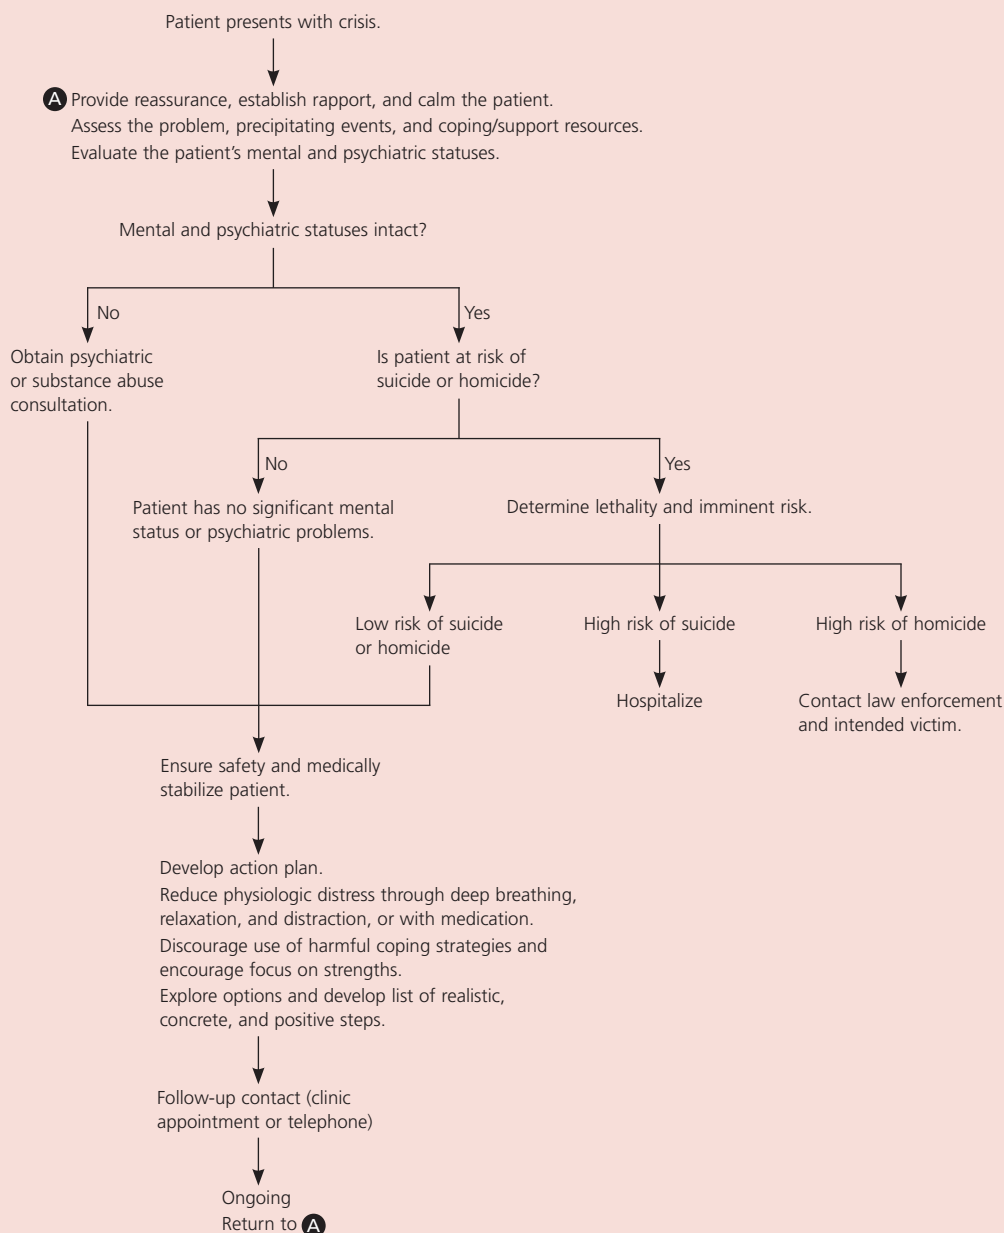 Patient presents with crisis.
A Provide reassurance, establish rapport, and calm the patient.
Assess the problem, precipitating events, and coping/support resources.
Evaluate the patient's mental and psychiatric statuses.
Mental and psychiatric statuses intact?
No
Yes
Obtain psychiatric
or substance abuse
consultation.
Is patient at risk of
suicide or homicide?
No
Yes
Patient has no significant mental
status or psychiatric problems.
Determine lethality and imminent risk.
Low risk of suicide
or homicide
High risk of suicide
High risk of homicide
Hospitalize
Contact law enforcement
and intended victim.
Ensure safety and medically
stabilize patient.
Develop action plan.
Reduce physiologic distress through deep breathing,
relaxation, and distraction, or with medication.
Discourage use of harmful coping strategies and
encourage focus on strengths.
Explore options and develop list of realistic,
concrete, and positive steps.
Follow-up contact (clinic
appointment or telephone)
Ongoing
Return to A